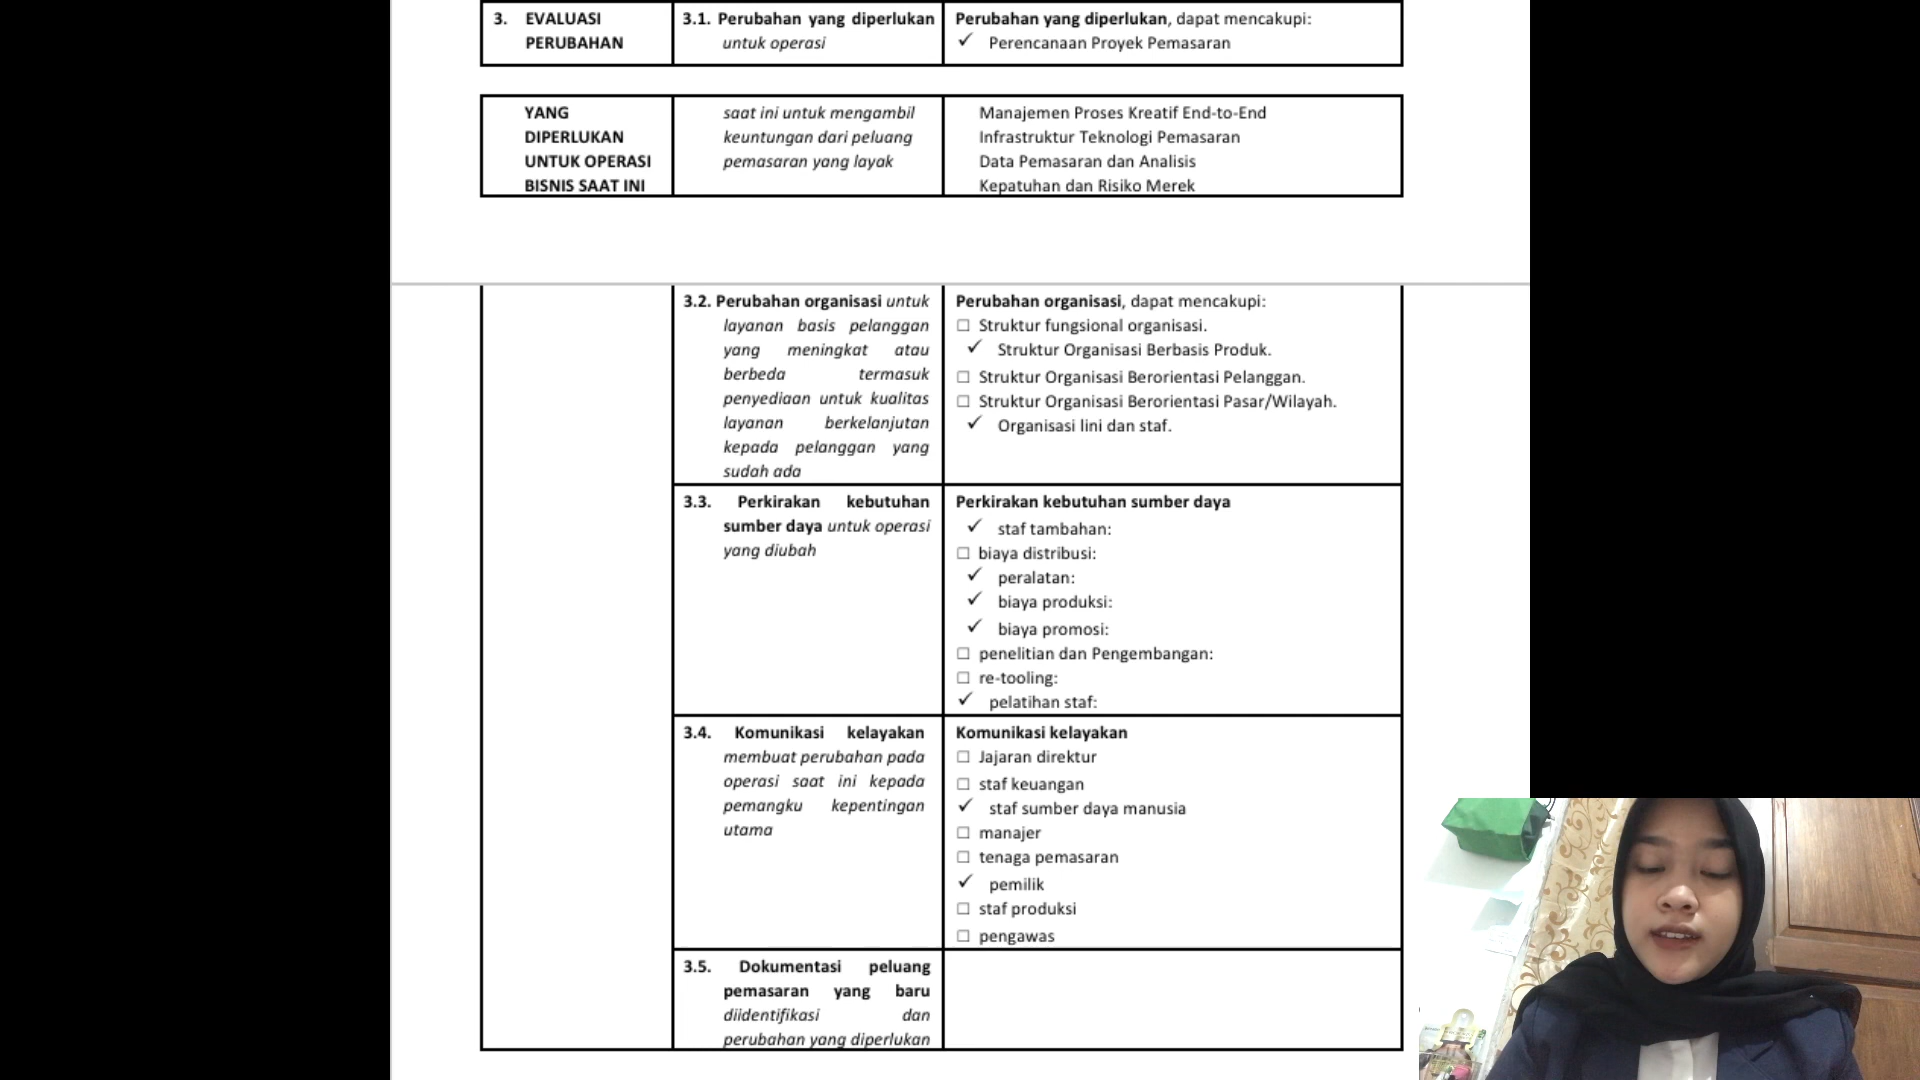 3. EVALUASI PERUBAHAN
3.1. Perubahan yang diperlukan
untuk operasi
Perubahan yang diperlukan, dapat mencakupi:
✓ Perencanaan Proyek Pemasaran
YANG
DIPERLUKAN
UNTUK OPERASI
BISNIS SAAT INI
saat ini untuk mengambil
keuntungan dari peluang
pemasaran yang layak
Manajemen Proses Kreatif End-to-End
Infrastruktur Teknologi Pemasaran
Data Pemasaran dan Analisis
Kepatuhan dan Risiko Merek
3.2. Perubahan organisasi untuk
layanan basis pelanggan
yang meningkat atau
berbeda termasuk
penyediaan untuk kualitas
layanan berkelanjutan
kepada pelanggan yang
sudah ada
Perubahan organisasi, dapat mencakupi:
☐ Struktur fungsional organisasi.
✓ Struktur Organisasi Berbasis Produk.
☐ Struktur Organisasi Berorientasi Pelanggan.
☐ Struktur Organisasi Berorientasi Pasar/Wilayah.
✓ Organisasi lini dan staf.
3.3. Perkirakan kebutuhan
sumber daya untuk operasi
yang diubah
Perkirakan kebutuhan sumber daya
✓ staf tambahan:
☐ biaya distribusi:
✓ peralatan:
✓ biaya produksi:
✓ biaya promosi:
☐ penelitian dan Pengembangan:
☐ re-tooling:
✓ pelatihan staf:
3.4. Komunikasi kelayakan
membuat perubahan pada
operasi saat ini kepada
pemangku kepentingan
utama
Komunikasi kelayakan
☐ Jajaran direktur
☐ staf keuangan
✓ staf sumber daya manusia
☐ manajer
☐ tenaga pemasaran
✓ pemilik
☐ staf produksi
☐ pengawas
3.5. Dokumentasi peluang
pemasaran yang baru
diidentifikasi dan
perubahan yang diperlukan